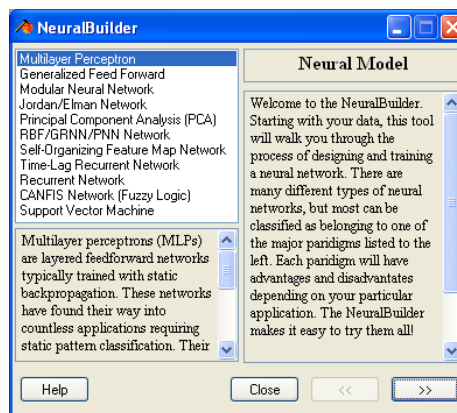 NeuralBuilder
Multilayer Perceptron
Generalized Feed Forward
Modular Neural Network
Jordan/Elman Network
Principal Component Analysis (PCA)
RBF/GRNN/PNN Network
Self-Organizing Feature Map Network
Time-Lag Recurrent Network
Recurrent Network
CANFIS Network (Fuzzy Logic)
Support Vector Machine
Multilayer perceptrons (MLPs)
are layered feedforward networks
typically trained with static
backpropagation. These networks
have found their way into
countless applications requiring
static pattern classification. Their
Neural Model
Welcome to the NeuralBuilder.
Starting with your data, this tool
will walk you through the
process of designing and training
a neural network. There are
many different types of neural
networks, but most can be
classified as belonging to one of
the major paridigms listed to the
left. Each paridigm will have
advantages and disadvantates
depending on your particular
application. The NeuralBuilder
makes it easy to try them all!
Help
Close
<<
>>